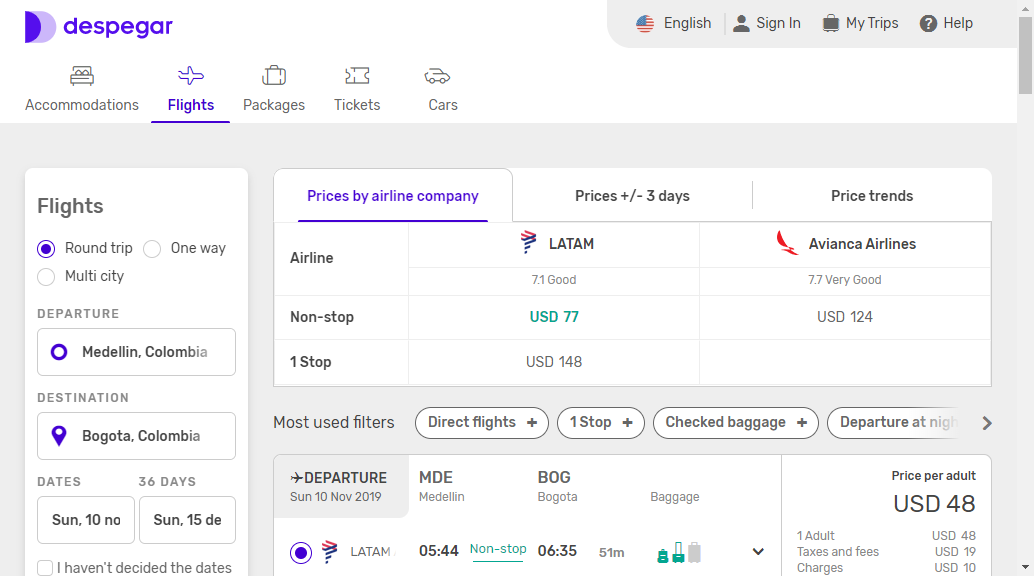 despegar
English
Sign In
My Trips
Help
Accommodations
Flights
Packages
Tickets
Cars
Flights
Round trip
One way
Multi city
DEPARTURE
Medellin, Colombia
DESTINATION
Bogota, Colombia
DATES
36 DAYS
Sun, 10 no
Sun, 15 de
I haven't decided the dates
Prices by airline company
Prices +/- 3 days
Price trends
Airline
LATAM
Avianca Airlines
7.1 Good
7.7 Very Good
Non-stop
USD 77
USD 124
1 Stop
USD 148
Most used filters
Direct flights +
1 Stop +
Checked baggage +
Departure at nigh
DEPARTURE
Sun 10 Nov 2019
MDE
Medellin
BOG
Bogota
Baggage
LATAM
05:44
Non-stop
06:35
51m
Price per adult
USD 48
1 Adult
USD 48
Taxes and fees
USD 19
Charges
USD 10